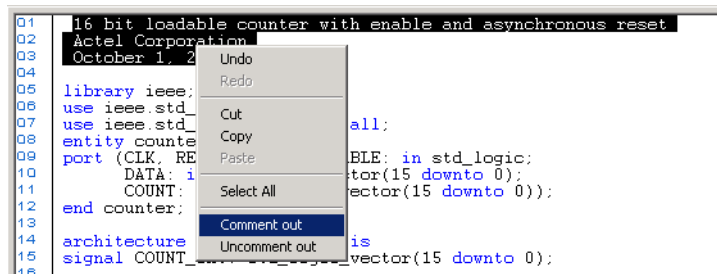 01 16 bit loadable counter with enable and asynchronous reset
02 Actel Corporation
03 October 1, 2
04
05 library ieee;
06 use ieee.std_
07 use ieee.std_ all;
08 entity counte
09 port (CLK, RE BLE: in std_logic;
10 DATA: i tor(15 downto 0);
11 COUNT: ector(15 downto 0));
12 end counter;
13
14 architecture is
15 signal COUNT_ vector(15 downto 0);
16
Undo
Redo
Cut
Copy
Paste
Select All
Comment out
Uncomment out